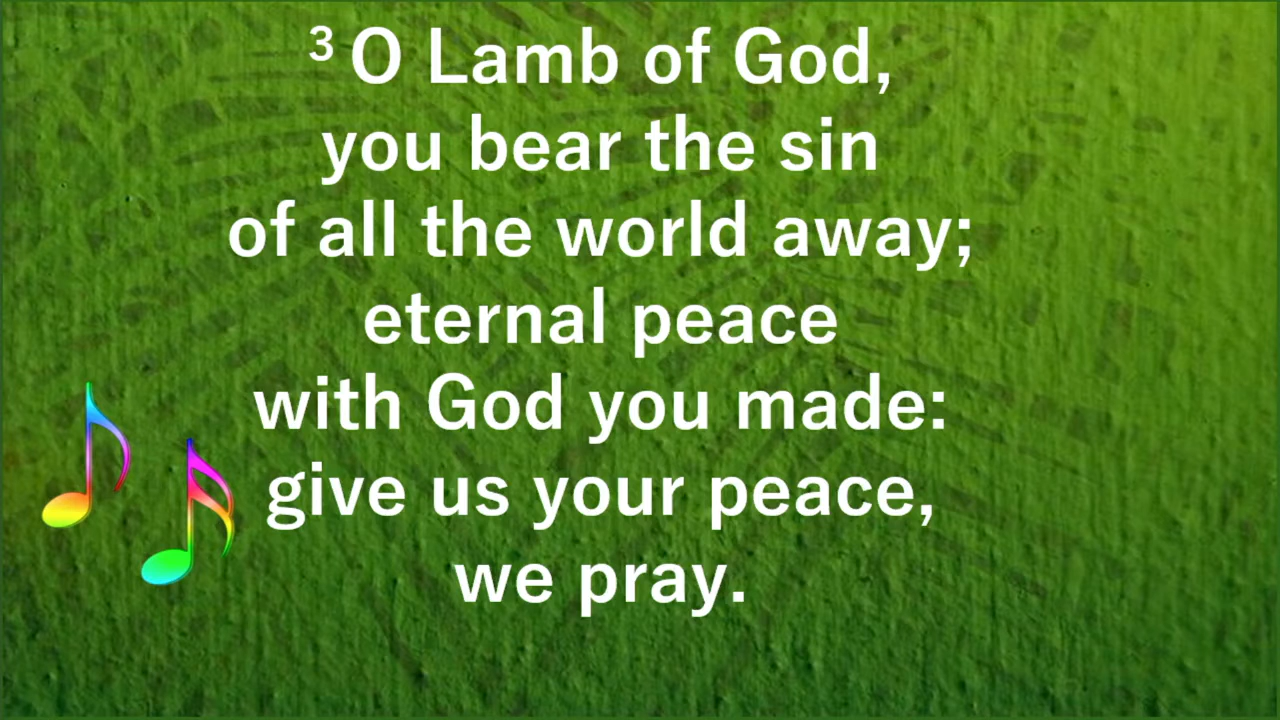 ³ O Lamb of God,
you bear the sin
of all the world away;
eternal peace
with God you made:
give us your peace,
we pray.